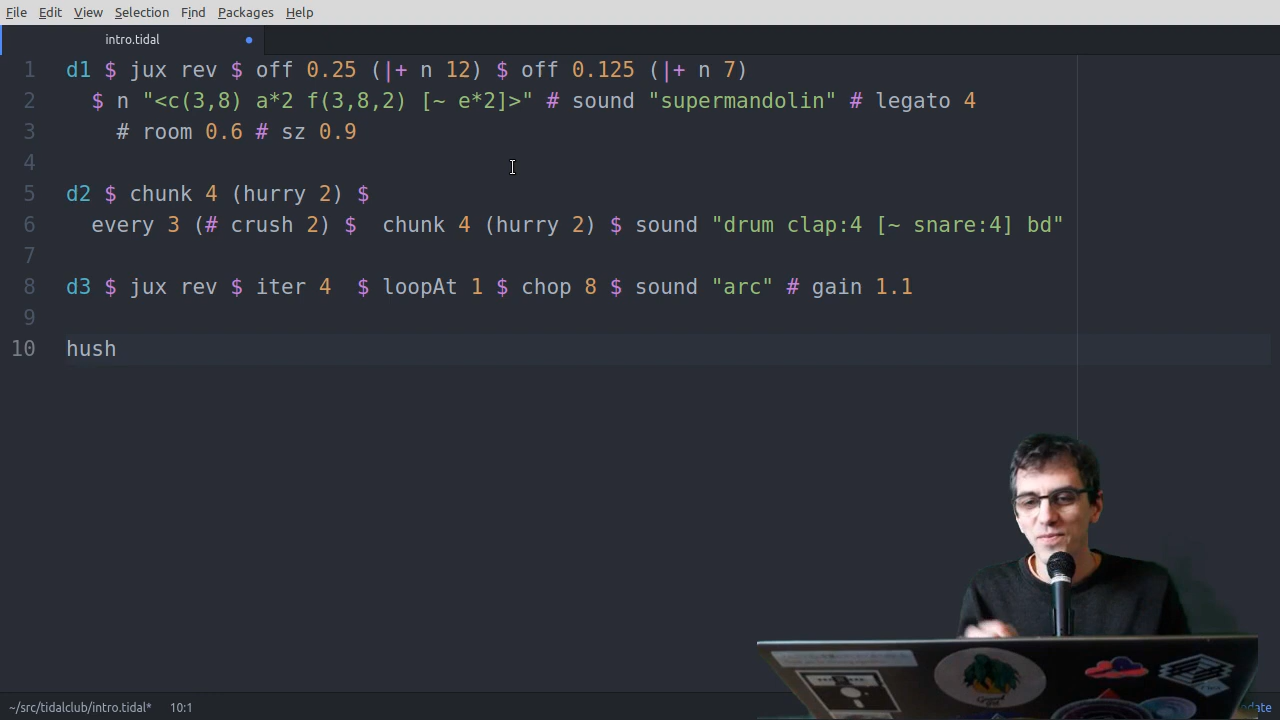 File Edit View Selection Find Packages Help
intro.tidal
1 d1 $ jux rev $ off 0.25 (|+ n 12) $ off 0.125 (|+ n 7)
2 $ n "<c(3,8) a*2 f(3,8,2) [~ e*2]>" # sound "supermandolin" # legato 4
3 # room 0.6 # sz 0.9
4
5 d2 $ chunk 4 (hurry 2) $
6 every 3 (# crush 2) $  chunk 4 (hurry 2) $ sound "drum clap:4 [~ snare:4] bd"
7
8 d3 $ jux rev $ iter 4  $ loopAt 1 $ chop 8 $ sound "arc" # gain 1.1
9
10 hush
~/src/tidalclub/intro.tidal* 10:1